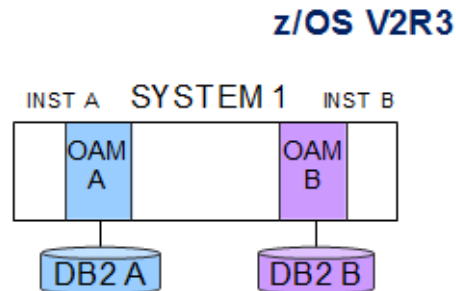 z/OS V2R3
INST A SYSTEM 1 INST B
OAM OAM
A B
DB2 A DB2 B